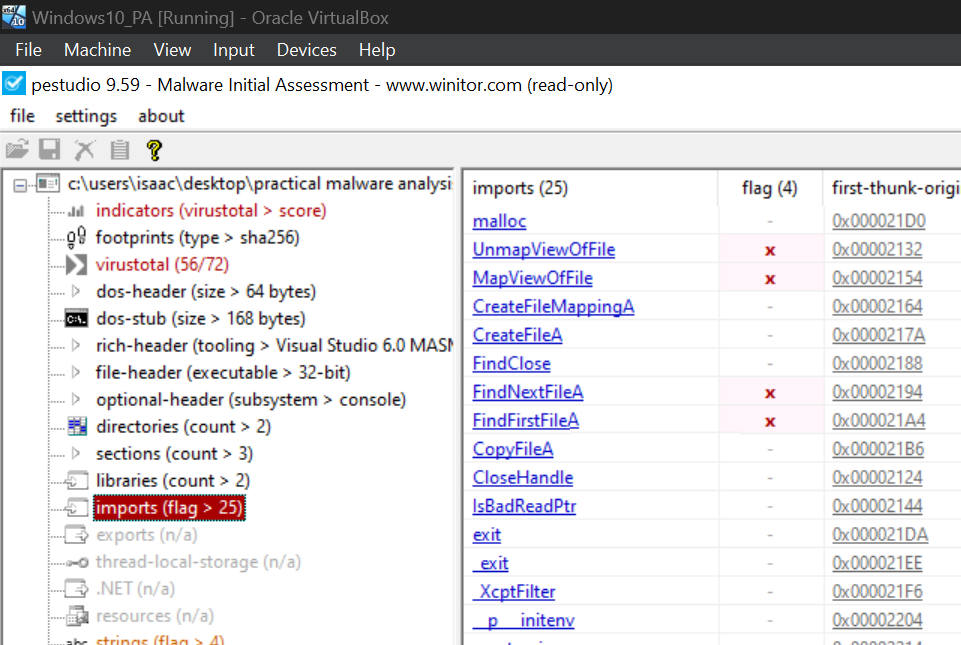 Windows10_PA [Running] - Oracle VirtualBox
File Machine View Input Devices Help
pestudio 9.59 - Malware Initial Assessment - www.winitor.com (read-only)
file settings about
c:\users\isaac\desktop\practical malware analysi
indicators (virustotal > score)
footprints (type > sha256)
virustotal (56/72)
dos-header (size > 64 bytes)
dos-stub (size > 168 bytes)
rich-header (tooling > Visual Studio 6.0 MASM
file-header (executable > 32-bit)
optional-header (subsystem > console)
directories (count > 2)
sections (count > 3)
libraries (count > 2)
imports (flag > 25)
exports (n/a)
thread-local-storage (n/a)
.NET (n/a)
resources (n/a)
abc strings (flag > 4)
imports (25) flag (4) first-thunk-origi
malloc - 0x000021D0
UnmapViewOfFile x 0x00002132
MapViewOfFile x 0x00002154
CreateFileMappingA - 0x00002164
CreateFileA - 0x0000217A
FindClose - 0x00002188
FindNextFileA x 0x00002194
FindFirstFileA x 0x000021A4
CopyFileA - 0x000021B6
CloseHandle - 0x00002124
IsBadReadPtr - 0x00002144
exit - 0x000021DA
_exit - 0x000021EE
_XcptFilter - 0x000021F6
__p___initenv - 0x00002204